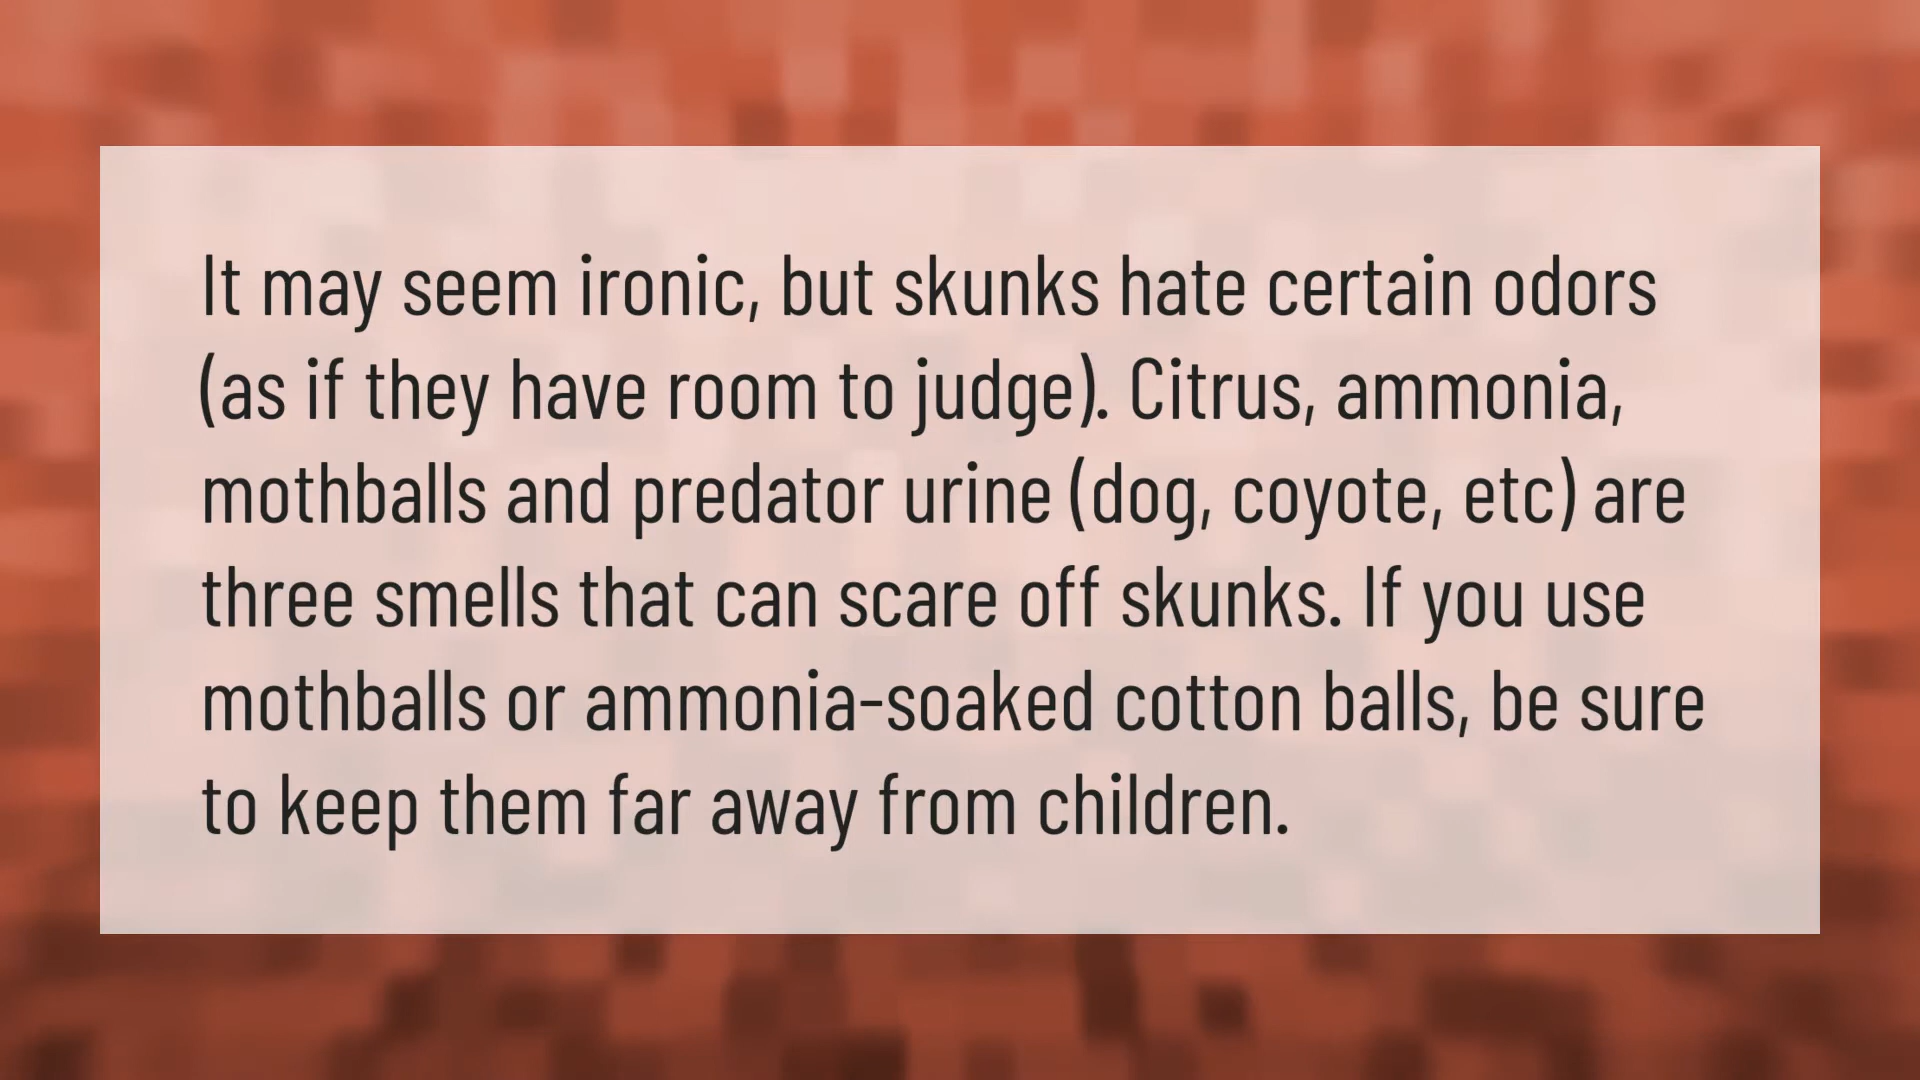 It may seem ironic, but skunks hate certain odors
(as if they have room to judge). Citrus, ammonia,
mothballs and predator urine (dog, coyote, etc) are
three smells that can scare off skunks. If you use
mothballs or ammonia-soaked cotton balls, be sure
to keep them far away from children.